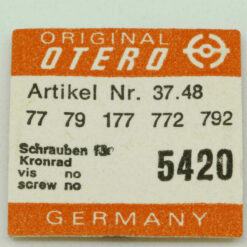 ORIGINAL
OTERO
Artikel Nr. 37.48
77 79 177 772 792
Schrauben für
Kronrad
vis no
screw no
5420
GERMANY